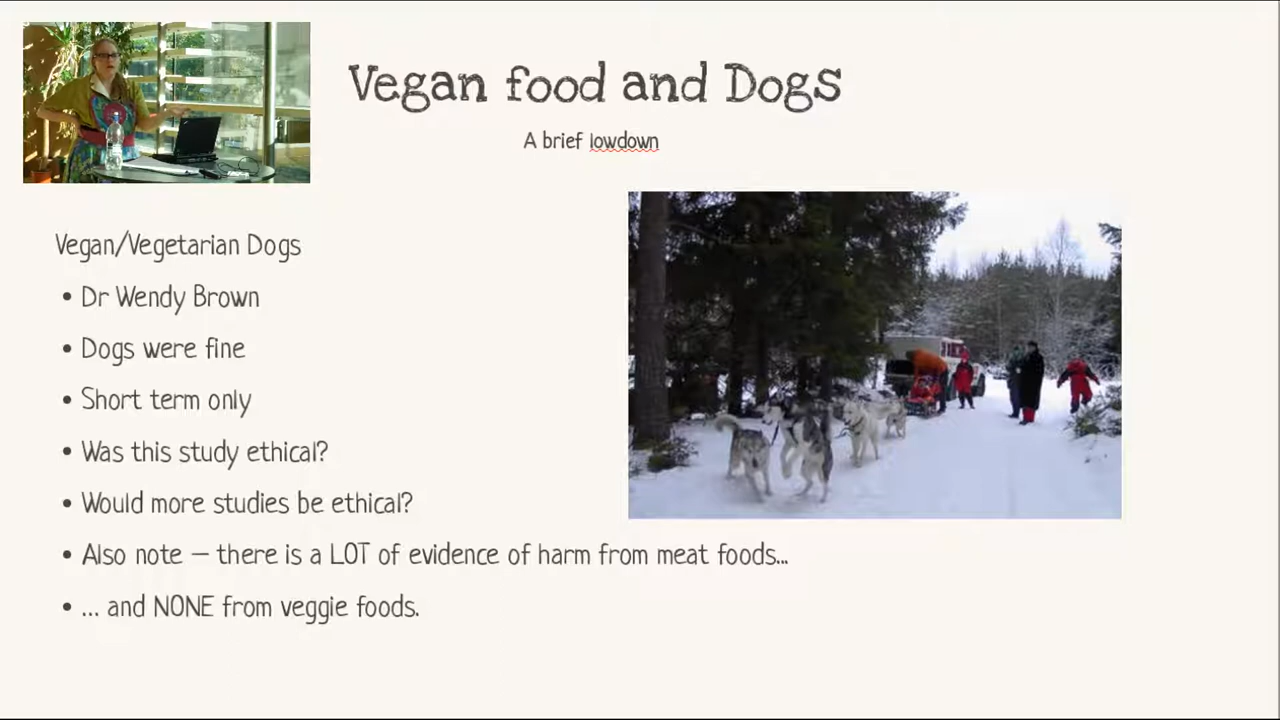 Vegan food and Dogs
A brief lowdown
Vegan/Vegetarian Dogs
• Dr Wendy Brown
• Dogs were fine
• Short term only
• Was this study ethical?
• Would more studies be ethical?
• Also note – there is a LOT of evidence of harm from meat foods...
• ... and NONE from veggie foods.